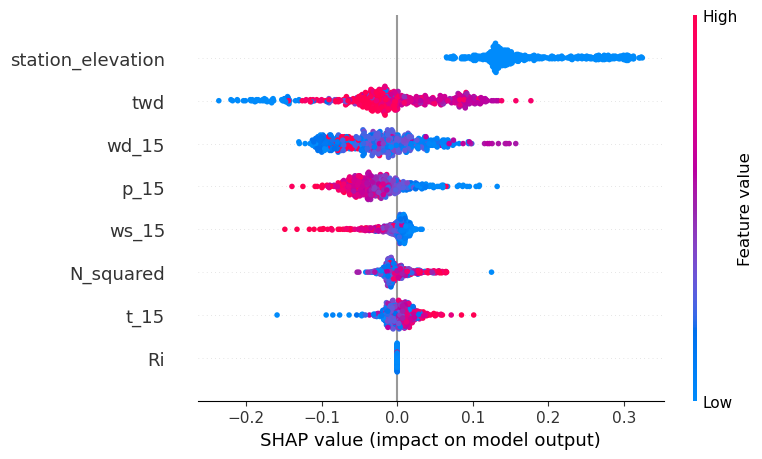 High
station_elevation
twd
wd_15
p_15
ws_15
N_squared
t_15
Ri
Feature value
Low
−0.2 −0.1 0.0 0.1 0.2 0.3
SHAP value (impact on model output)